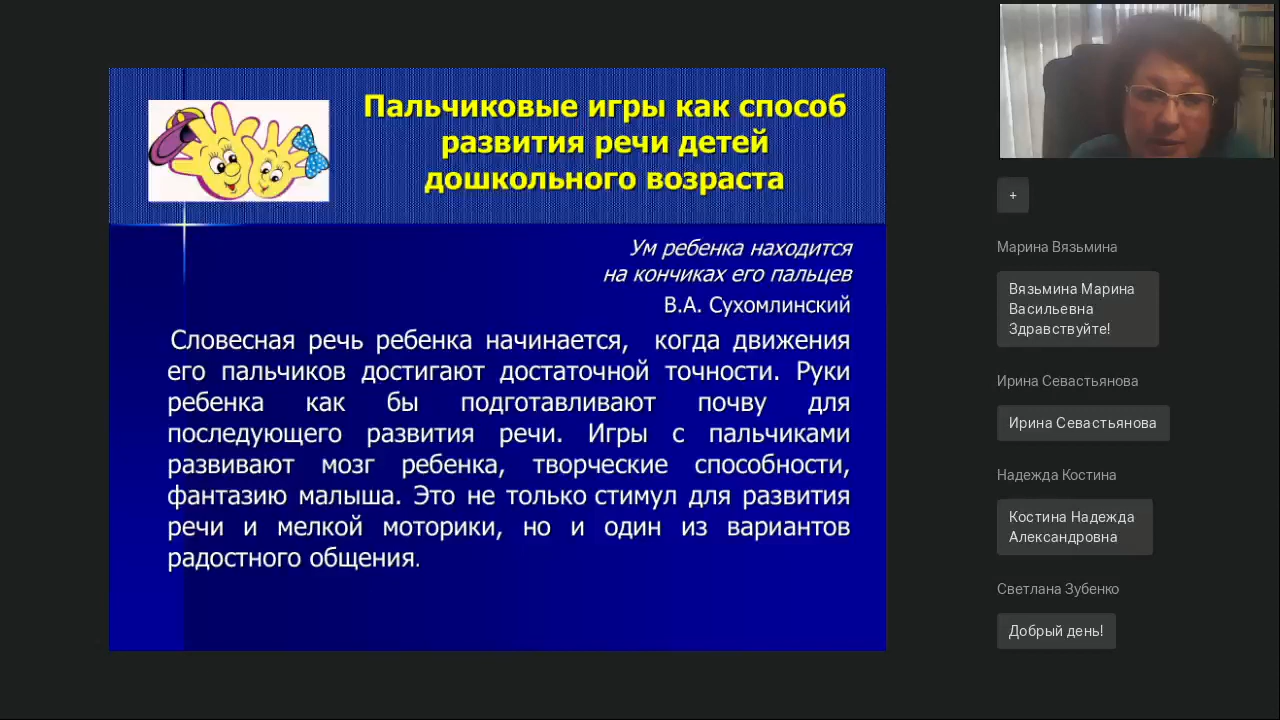 Пальчиковые игры как способ
развития речи детей
дошкольного возраста
Ум ребенка находится
на кончиках его пальцев
В.А. Сухомлинский
Словесная речь ребенка начинается, когда движения
его пальчиков достигают достаточной точности. Руки
ребенка как бы подготавливают почву для
последующего развития речи. Игры с пальчиками
развивают мозг ребенка, творческие способности,
фантазию малыша. Это не только стимул для развития
речи и мелкой моторики, но и один из вариантов
радостного общения.
+
Марина Вязьмина
Вязьмина Марина
Васильевна
Здравствуйте!
Ирина Севастьянова
Ирина Севастьянова
Надежда Костина
Костина Надежда
Александровна
Светлана Зубенко
Добрый день!